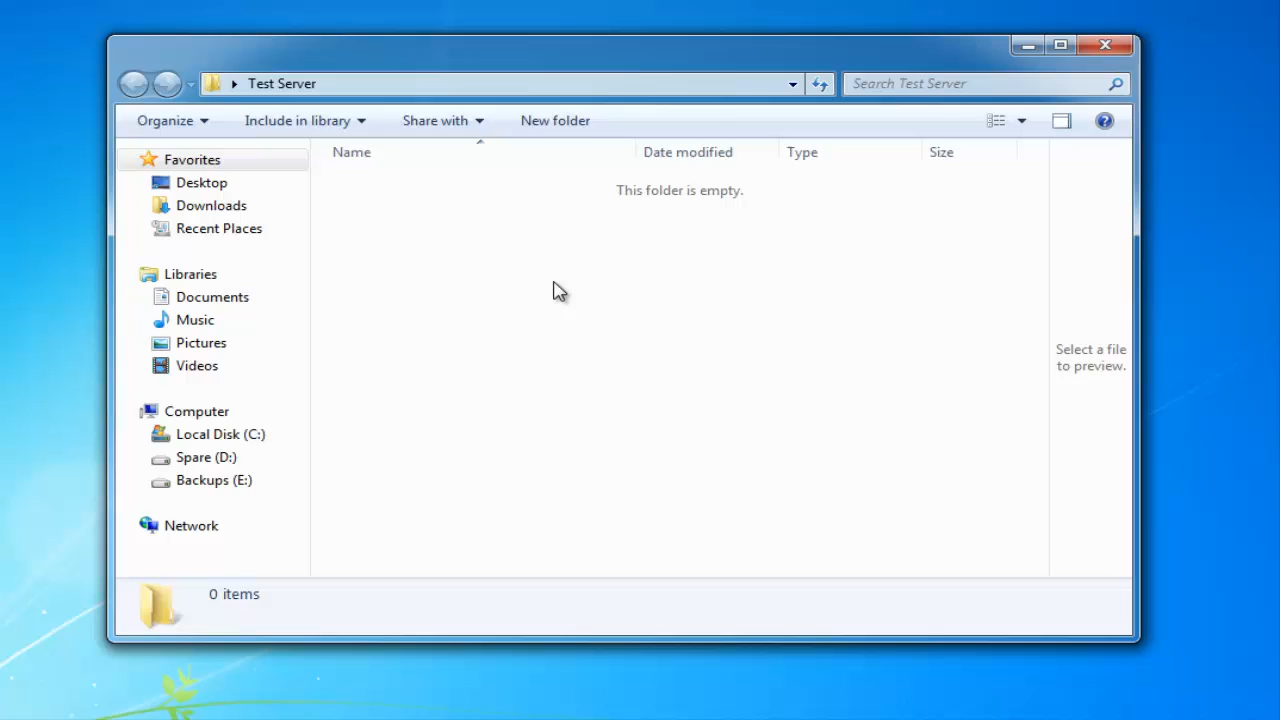 Test Server
Search Test Server
Organize
Include in library
Share with
New folder
Name
Date modified
Type
Size
This folder is empty.
Favorites
Desktop
Downloads
Recent Places
Libraries
Documents
Music
Pictures
Videos
Computer
Local Disk (C:)
Spare (D:)
Backups (E:)
Network
Select a file
to preview.
0 items